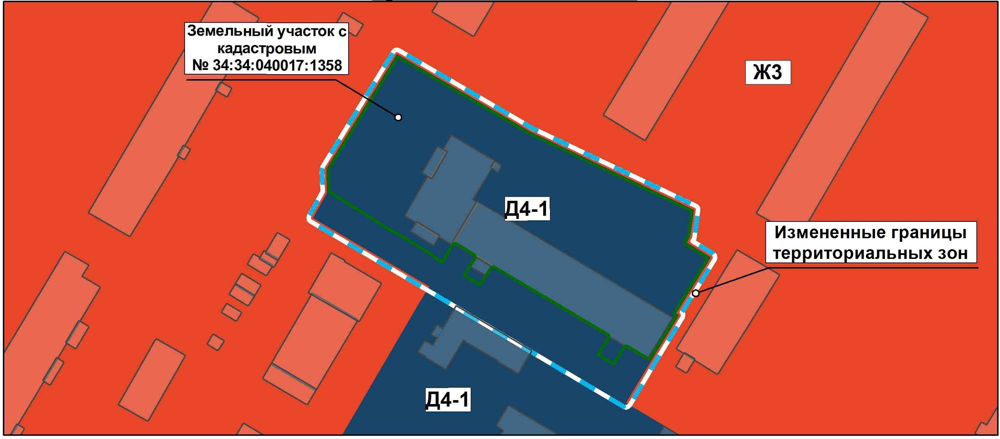 Земельный участок с
кадастровым
№ 34:34:040017:1358
Ж3
Д4-1
Измененные границы
территориальных зон
Д4-1